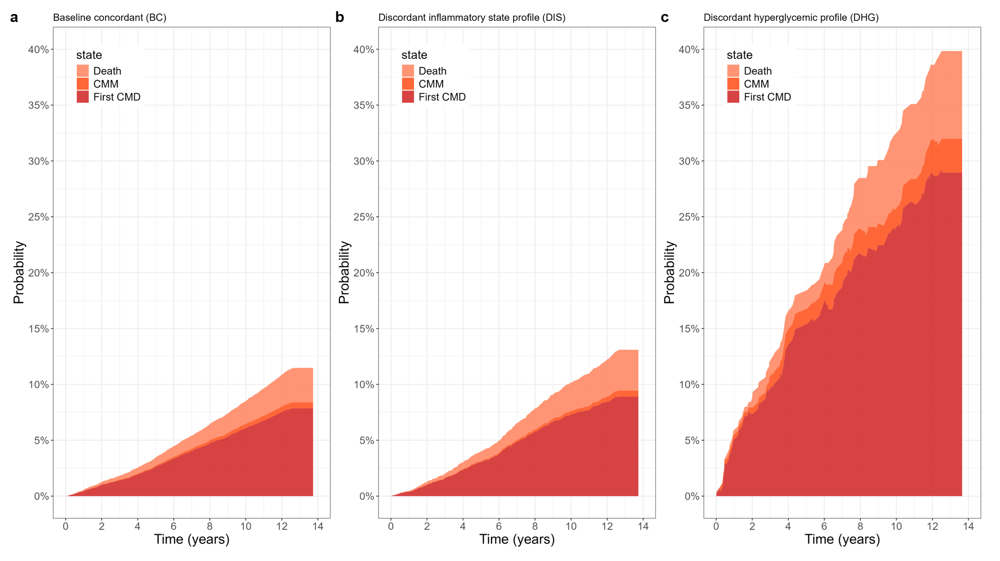 a
Baseline concordant (BC)
state
Death
CMM
First CMD
40%
35%
30%
25%
20%
15%
10%
5%
0%
Probability
0 2 4 6 8 10 12 14
Time (years)
b
Discordant inflammatory state profile (DIS)
state
Death
CMM
First CMD
40%
35%
30%
25%
20%
15%
10%
5%
0%
Probability
0 2 4 6 8 10 12 14
Time (years)
c
Discordant hyperglycemic profile (DHG)
state
Death
CMM
First CMD
40%
35%
30%
25%
20%
15%
10%
5%
0%
Probability
0 2 4 6 8 10 12 14
Time (years)